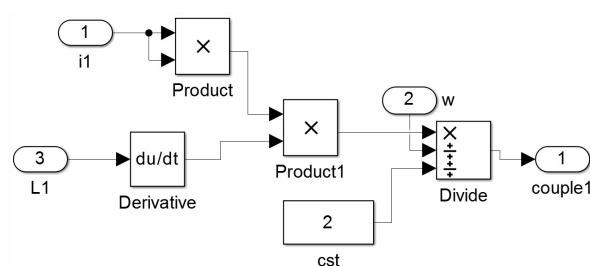 1
i1
×
Product
2
w
3
L1
du/dt
Derivative
×
Product1
×
÷
÷
Divide
1
couple1
2
cst